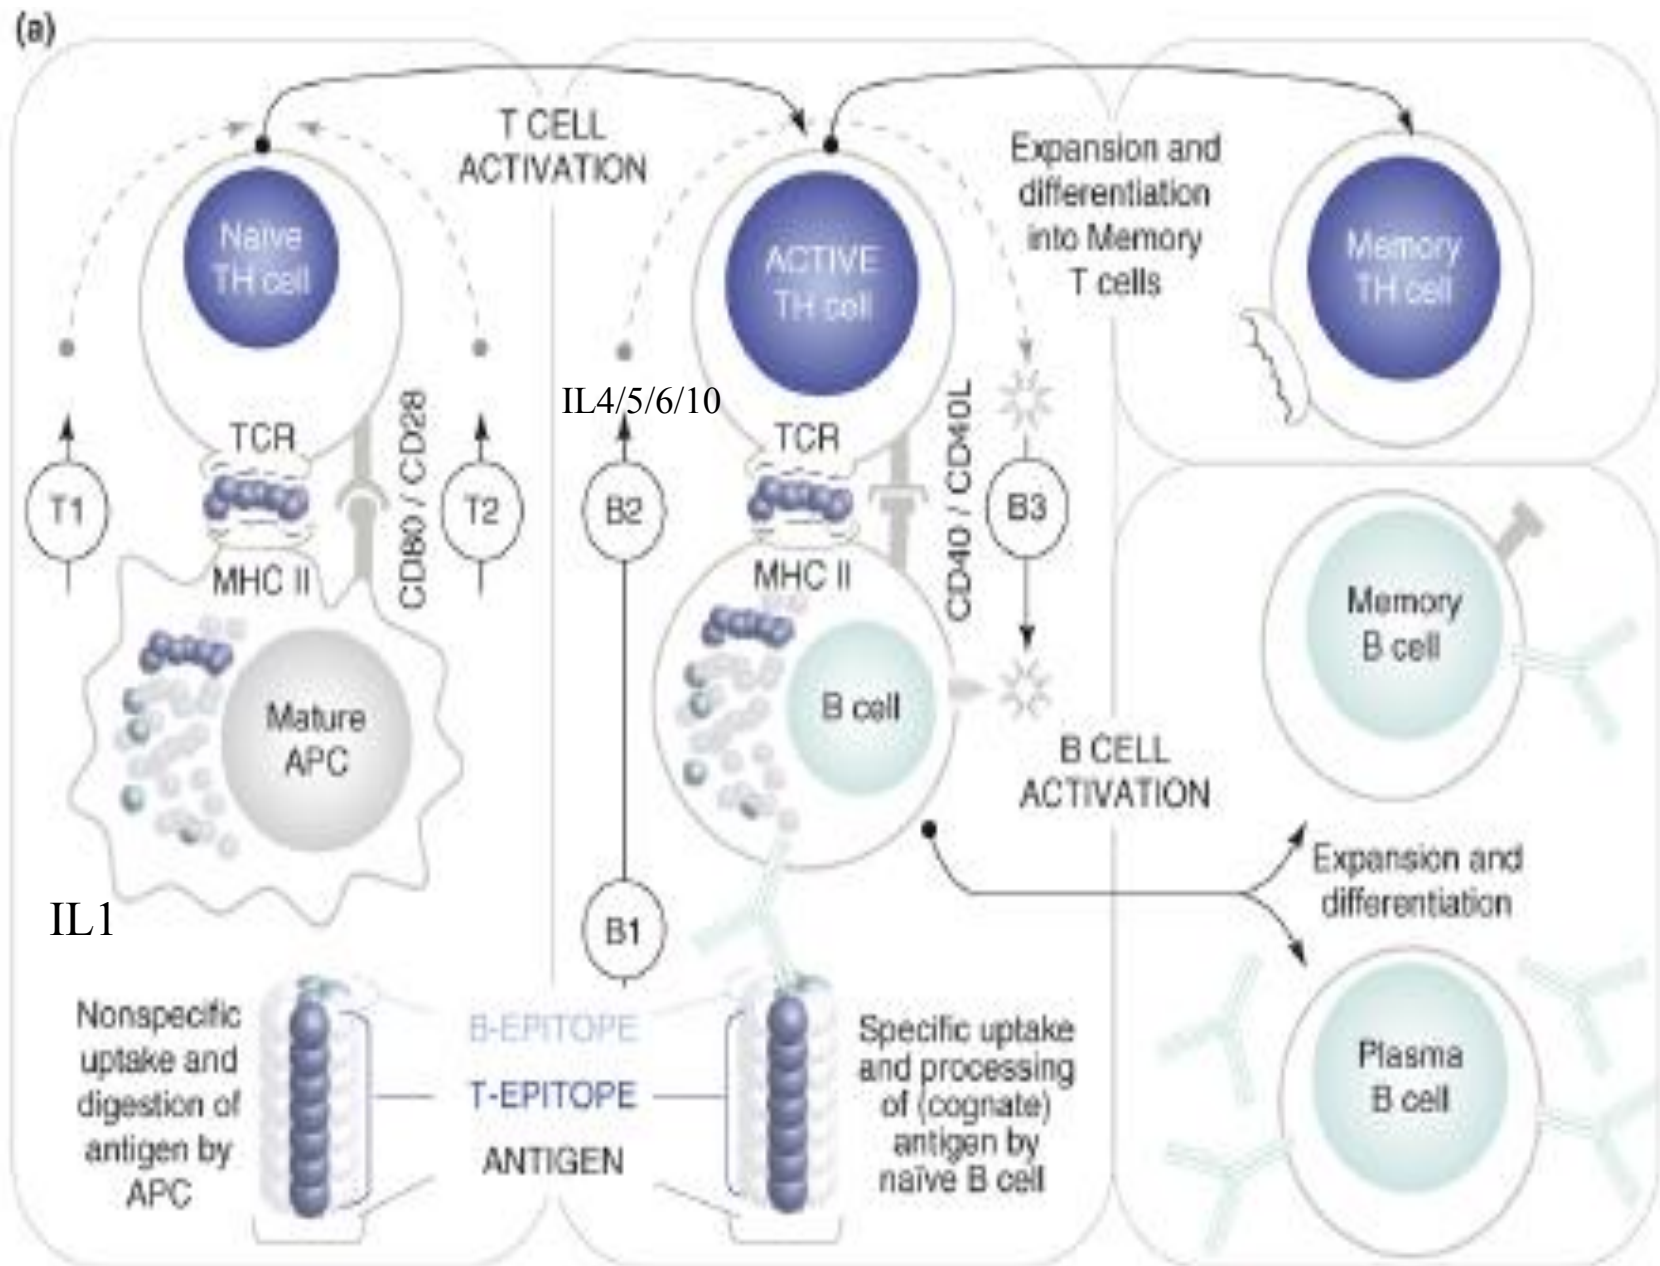 (a)
T CELL
ACTIVATION
Naïve
TH cell
TCR
CD80 / CD28
T1
T2
MHC II
Mature
APC
IL1
Nonspecific
uptake and
digestion of
antigen by
APC
B-EPITOPE
T-EPITOPE
ANTIGEN
ACTIVE
TH cell
IL4/5/6/10
TCR
CD40 / CD40L
B2
B3
MHC II
B cell
B1
B CELL
ACTIVATION
Specific uptake
and processing
of (cognate)
antigen by
naïve B cell
Expansion and
differentiation
into Memory
T cells
Memory
TH cell
Memory
B cell
Expansion and
differentiation
Plasma
B cell